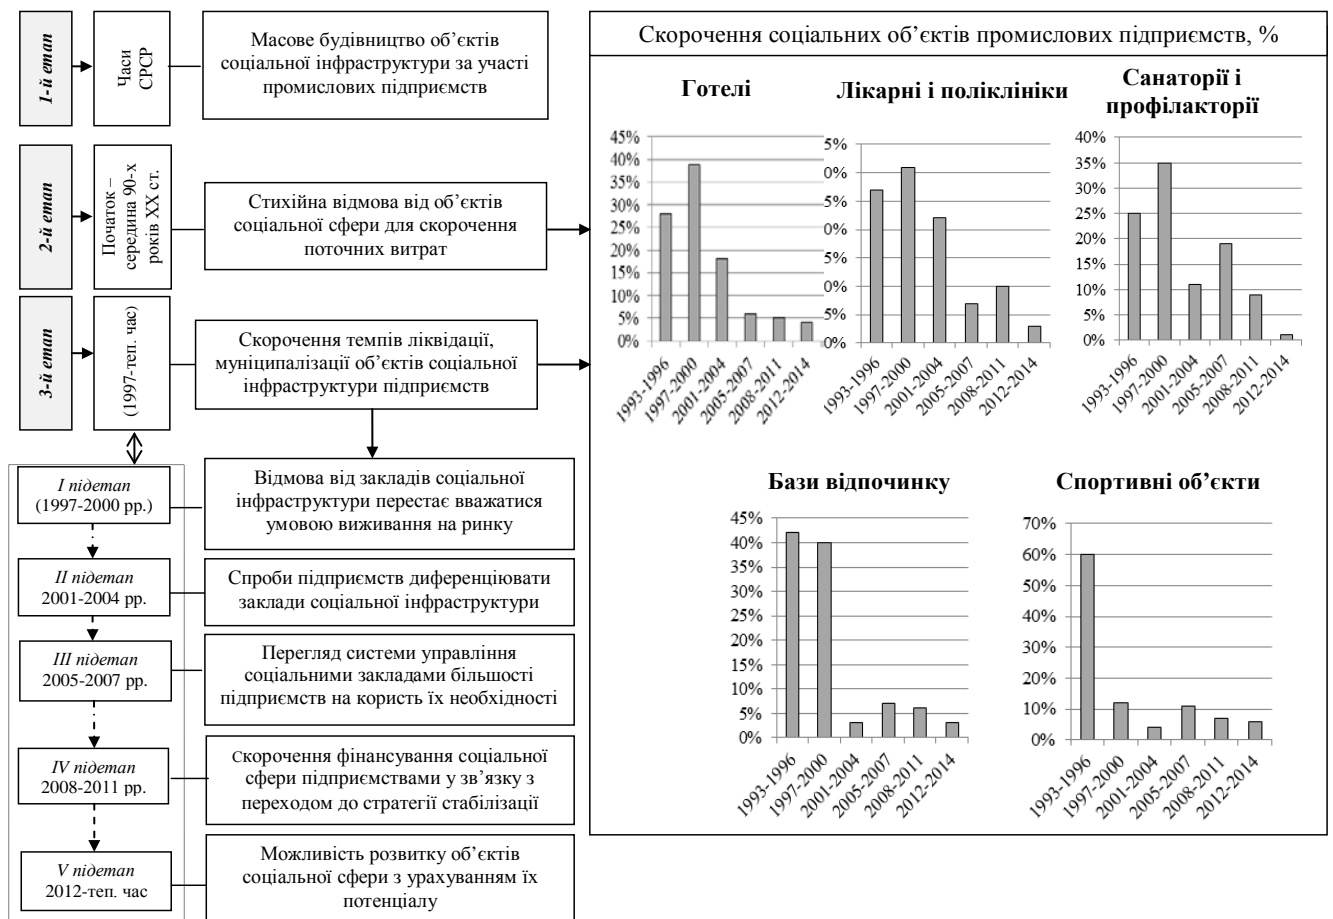 1-й етап
Часи
СРСР
Масове будівництво об’єктів
соціальної інфраструктури за участі
промислових підприємств
2-й етап
Початок –
середина 90-х
років ХХ ст.
Стихійна відмова від об’єктів
соціальної сфери для скорочення
поточних витрат
3-й етап
(1997-теп. час)
Скорочення темпів ліквідації,
муніципалізації об’єктів соціальної
інфраструктури підприємств
I підетап
(1997-2000 рр.)
Відмова від закладів соціальної
інфраструктури перестає вважатися
умовою виживання на ринку
II підетап
2001-2004 рр.
Спроби підприємств диференціювати
заклади соціальної інфраструктури
III підетап
2005-2007 рр.
Перегляд системи управління
соціальними закладами більшості
підприємств на користь їх необхідності
IV підетап
2008-2011 рр.
Скорочення фінансування соціальної
сфери підприємствами у зв’язку з
переходом до стратегії стабілізації
V підетап
2012-теп. час
Можливість розвитку об’єктів
соціальної сфери з урахуванням їх
потенціалу
Скорочення соціальних об’єктів промислових підприємств, %
Готелі
45%
40%
35%
30%
25%
20%
15%
10%
5%
0%
1993-1996
1997-2000
2001-2004
2005-2007
2008-2011
2012-2014
Лікарні і поліклініки
5%
0%
5%
0%
5%
0%
5%
0%
1993-1996
1997-2000
2001-2004
2005-2007
2008-2011
2012-2014
Санаторії і
профілакторії
40%
35%
30%
25%
20%
15%
10%
5%
0%
1993-1996
1997-2000
2001-2004
2005-2007
2008-2011
2012-2014
Бази відпочинку
45%
40%
35%
30%
25%
20%
15%
10%
5%
0%
1993-1996
1997-2000
2001-2004
2005-2007
2008-2011
2012-2014
Спортивні об’єкти
70%
60%
50%
40%
30%
20%
10%
0%
1993-1996
1997-2000
2001-2004
2005-2007
2008-2011
2012-2014